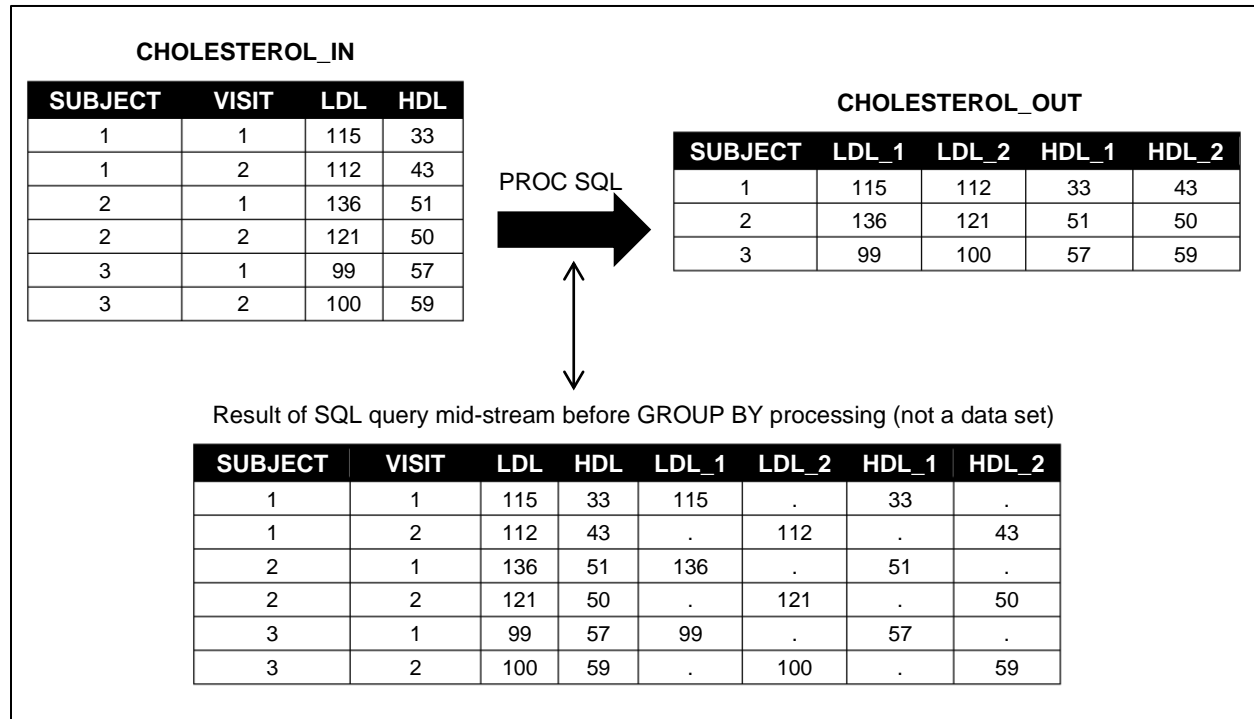 CHOLESTEROL_IN
SUBJECT VISIT LDL HDL
1 1 115 33
1 2 112 43
2 1 136 51
2 2 121 50
3 1 99 57
3 2 100 59
PROC SQL
CHOLESTEROL_OUT
SUBJECT LDL_1 LDL_2 HDL_1 HDL_2
1 115 112 33 43
2 136 121 51 50
3 99 100 57 59
Result of SQL query mid-stream before GROUP BY processing (not a data set)
SUBJECT VISIT LDL HDL LDL_1 LDL_2 HDL_1 HDL_2
1 1 115 33 115 . 33 .
1 2 112 43 . 112 . 43
2 1 136 51 136 . 51 .
2 2 121 50 . 121 . 50
3 1 99 57 99 . 57 .
3 2 100 59 . 100 . 59